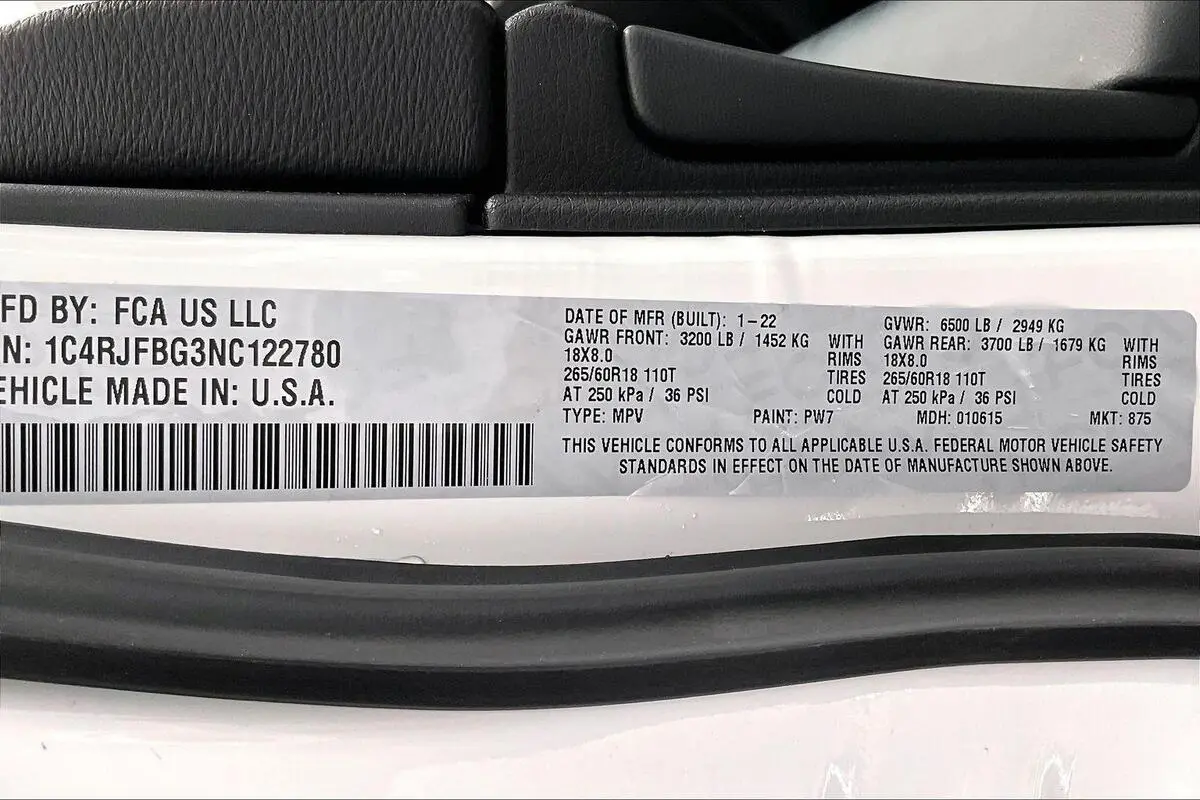 FD BY: FCA US LLC
N: 1C4RJFBG3NC122780
EHICLE MADE IN: U.S.A.
DATE OF MFR (BUILT): 1-22
GAWR FRONT: 3200 LB / 1452 KG WITH
18X8.0 RIMS
265/60R18 110T TIRES
AT 250 kPa / 36 PSI COLD
TYPE: MPV PAINT: PW7
GVWR: 6500 LB / 2949 KG
GAWR REAR: 3700 LB / 1679 KG WITH
18X8.0 RIMS
265/60R18 110T TIRES
AT 250 kPa / 36 PSI COLD
MDH: 010615 MKT: 875
THIS VEHICLE CONFORMS TO ALL APPLICABLE U.S.A. FEDERAL MOTOR VEHICLE SAFETY
STANDARDS IN EFFECT ON THE DATE OF MANUFACTURE SHOWN ABOVE.